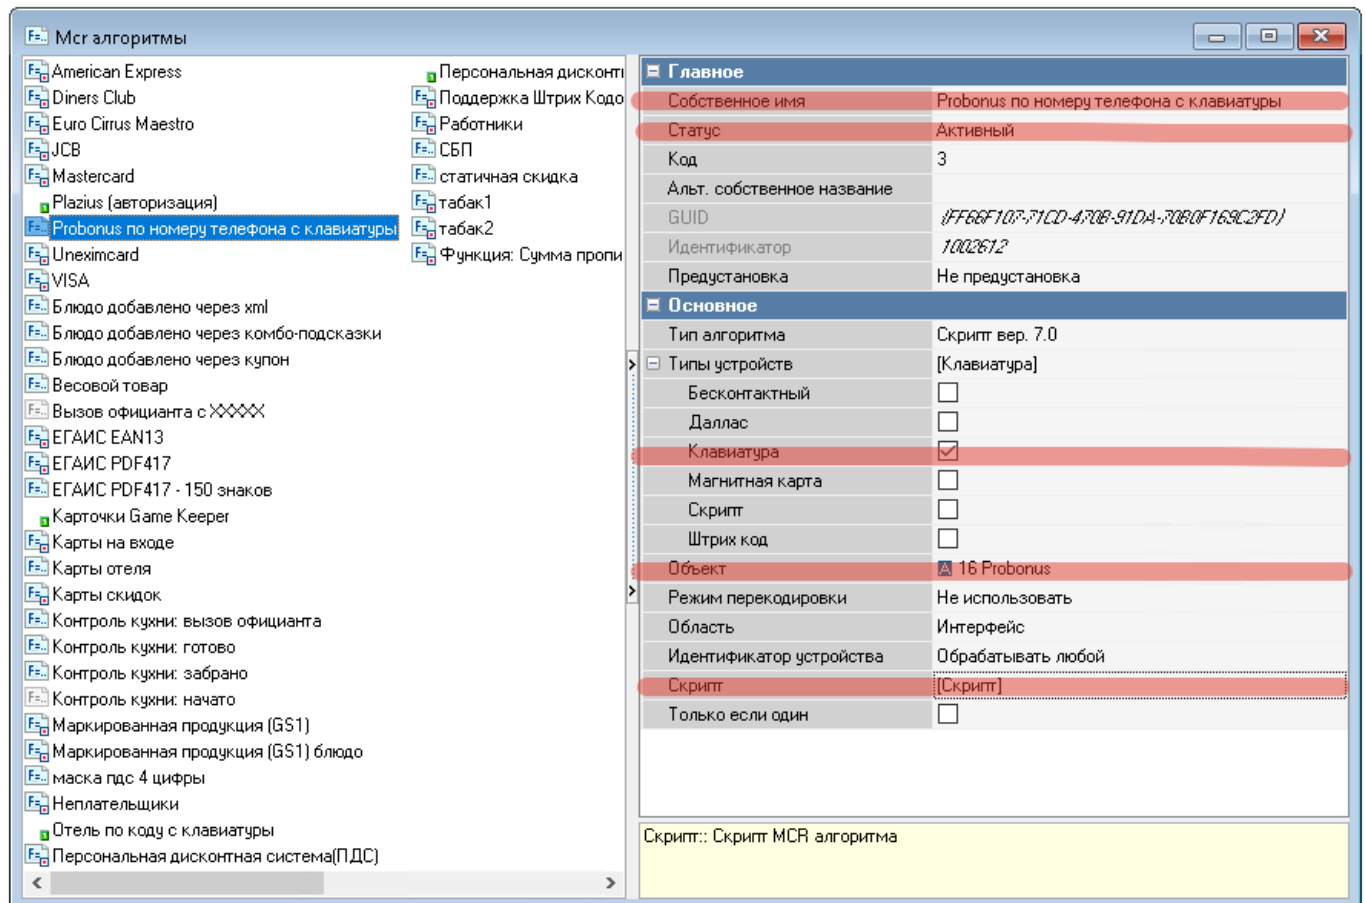 Mcr алгоритмы
American Express
Diners Club
Euro Cirrus Maestro
JCB
Mastercard
Plazius (авторизация)
Probonus по номеру телефона с клавиатуры
Uneximcard
VISA
Блюдо добавлено через xml
Блюдо добавлено через комбо-подсказки
Блюдо добавлено через купон
Весовой товар
Вызов официанта с XXXXX
ЕГАИС EAN13
ЕГАИС PDF417
ЕГАИС PDF417 - 150 знаков
Карточки Game Keeper
Карты на входе
Карты отеля
Карты скидок
Контроль кухни: вызов официанта
Контроль кухни: готово
Контроль кухни: забрано
Контроль кухни: начато
Маркированная продукция (GS1)
Маркированная продукция (GS1) блюдо
маска пдс 4 цифры
Неплательщики
Отель по коду с клавиатуры
Персональная дисконтная система(ПДС)
Персональная дисконт
Поддержка Штрих Кодо
Работники
СБП
статичная скидка
табак1
табак2
Функция: Сумма пропи
Главное
Собственное имя Probonus по номеру телефона с клавиатуры
Статус Активный
Код 3
Альт. собственное название
GUID {FF66F107-71CD-470B-91DA-70B0F169C2FD}
Идентификатор 1002612
Предустановка Не предустановка
Основное
Тип алгоритма Скрипт вер. 7.0
Типы устройств [Клавиатура]
Бесконтактный
Даллас
Клавиатура
Магнитная карта
Скрипт
Штрих код
Объект 16 Probonus
Режим перекодировки Не использовать
Область Интерфейс
Идентификатор устройства Обрабатывать любой
Скрипт [Скрипт]
Только если один
Скрипт:: Скрипт MCR алгоритма